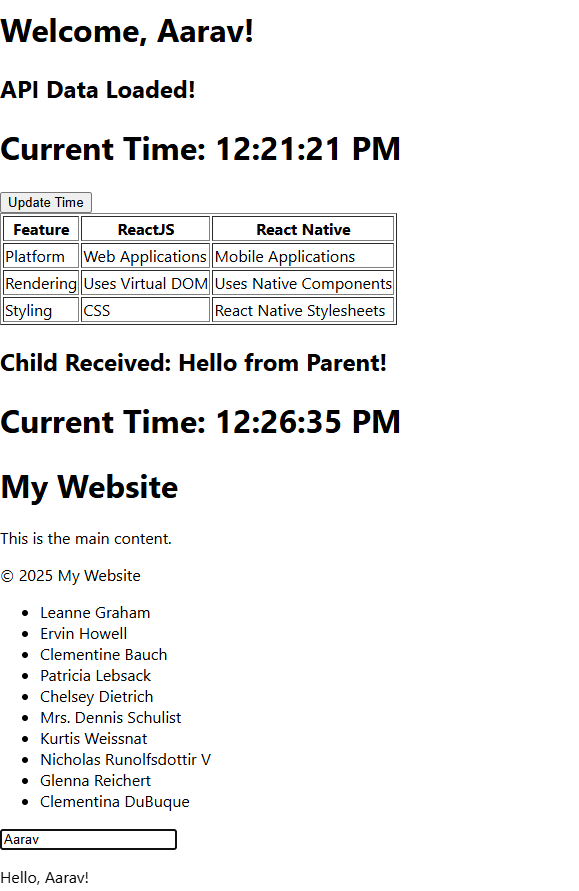 Welcome, Aarav!
API Data Loaded!
Current Time: 12:21:21 PM
Update Time
Feature ReactJS React Native
Platform Web Applications Mobile Applications
Rendering Uses Virtual DOM Uses Native Components
Styling CSS React Native Stylesheets
Child Received: Hello from Parent!
Current Time: 12:26:35 PM
My Website
This is the main content.
© 2025 My Website
Leanne Graham
Ervin Howell
Clementine Bauch
Patricia Lebsack
Chelsey Dietrich
Mrs. Dennis Schulist
Kurtis Weissnat
Nicholas Runolfsdottir V
Glenna Reichert
Clementina DuBuque
Aarav
Hello, Aarav!